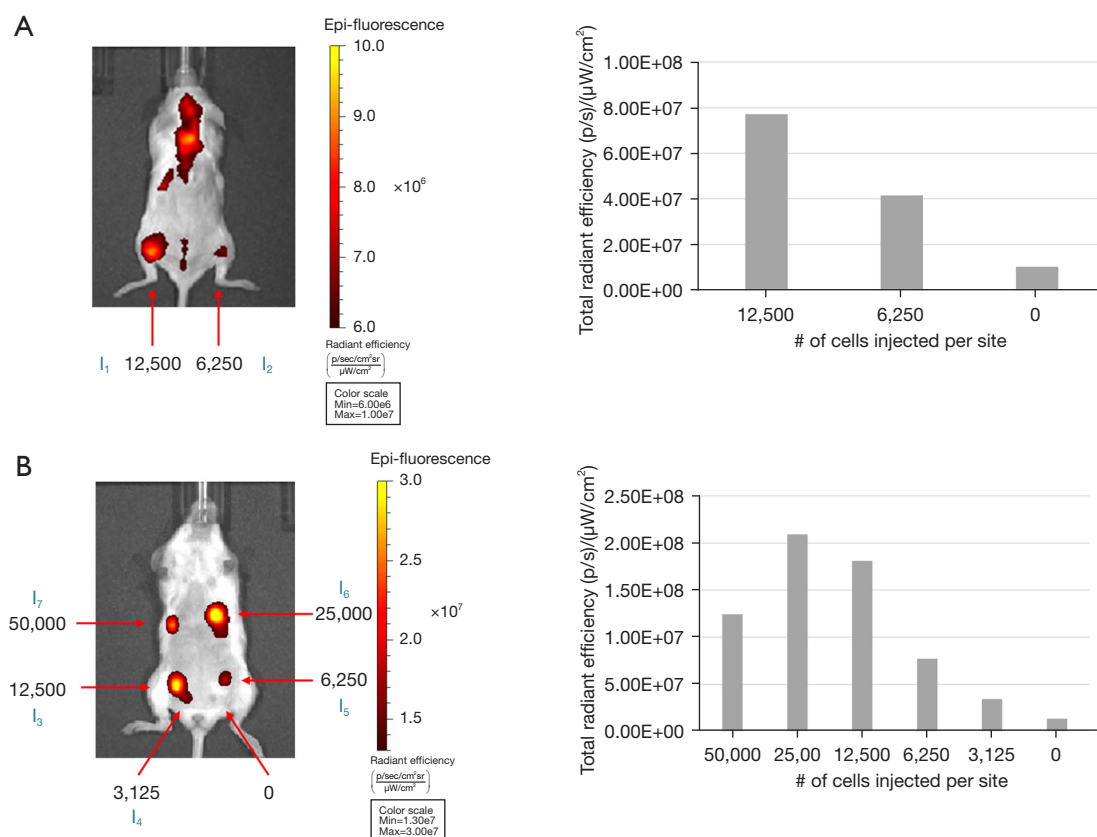 A
Epi-fluorescence
10.0
9.0
8.0
7.0
6.0
×10⁶
Radiant efficiency
(p/sec/cm²sr / µW/cm²)
Color scale
Min=6.00e6
Max=1.00e7
I₁ 12,500 6,250 I₂
Total radiant efficiency (p/s)/(µW/cm²)
1.00E+08
8.00E+07
6.00E+07
4.00E+07
2.00E+07
0.00E+00
12,500 6,250 0
# of cells injected per site
B
Epi-fluorescence
3.0
2.5
2.0
1.5
×10⁷
Radiant efficiency
(p/sec/cm²sr / µW/cm²)
Color scale
Min=1.30e7
Max=3.00e7
I₇
50,000
I₆
25,000
12,500
I₃
6,250
I₅
3,125
I₄
0
Total radiant efficiency (p/s)/(µW/cm²)
2.50E+08
2.00E+08
1.50E+08
1.00E+07
5.00E+07
0.00E+00
50,000 25,00 12,500 6,250 3,125 0
# of cells injected per site